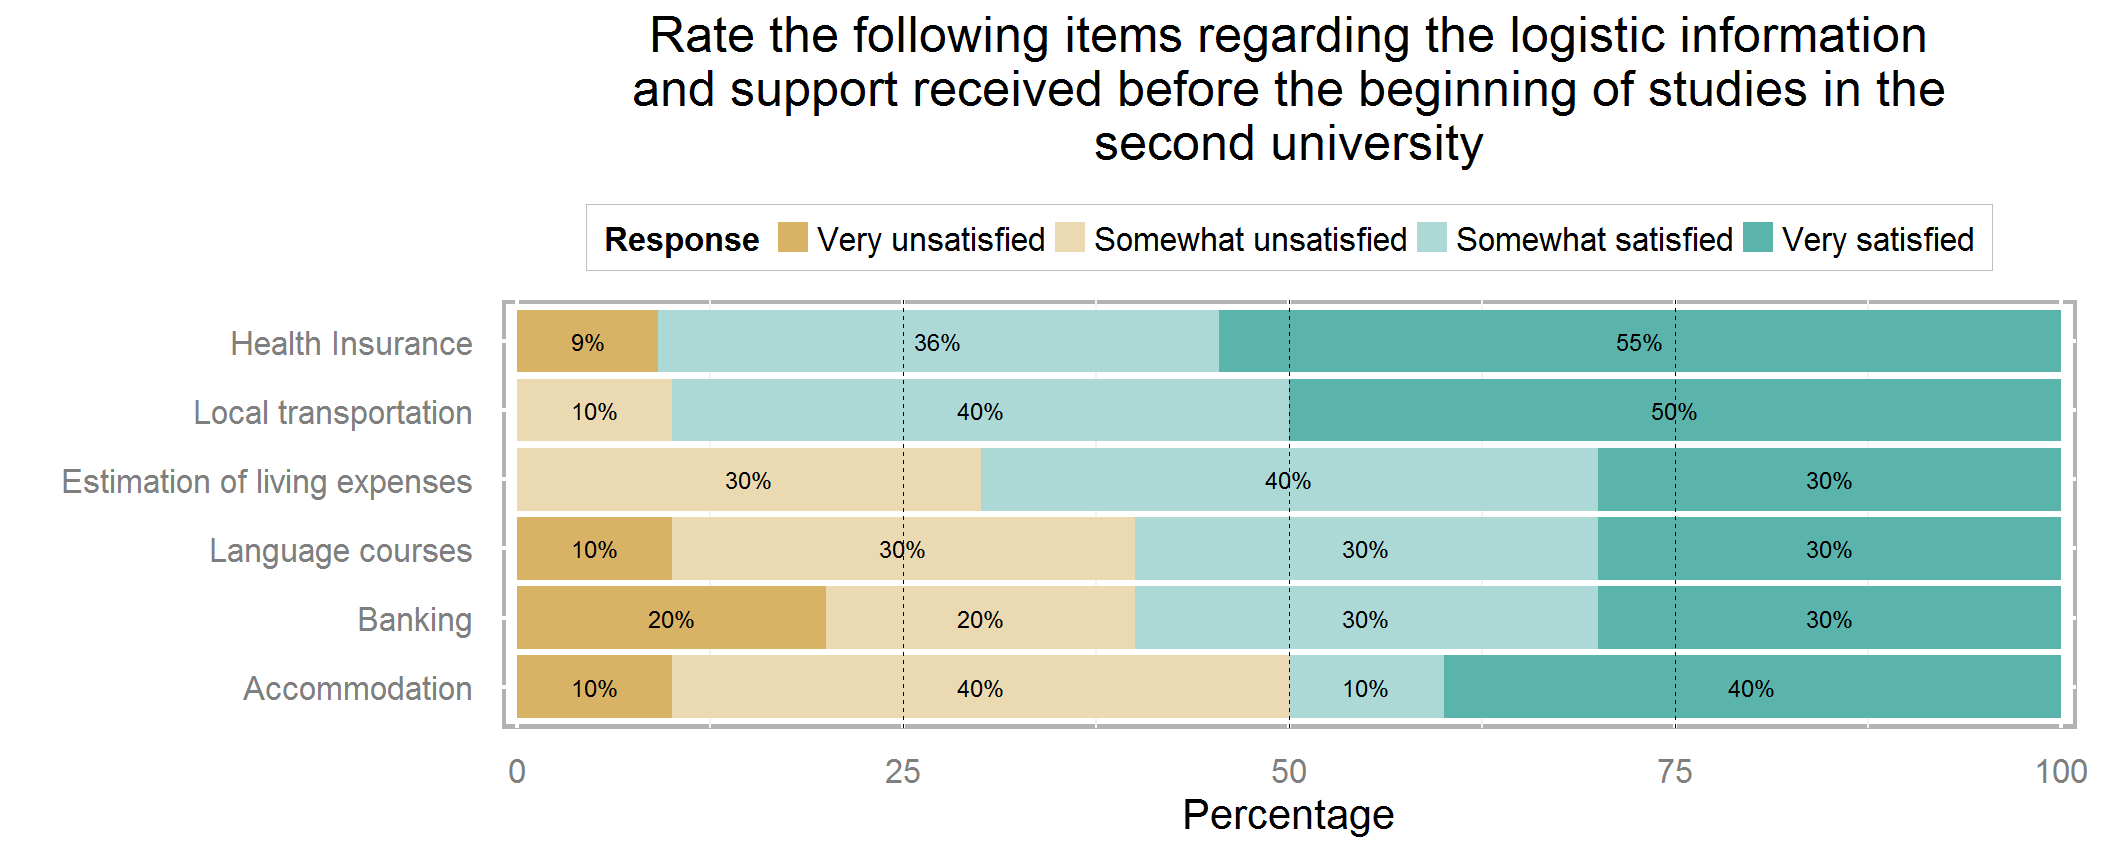 Rate the following items regarding the logistic information
and support received before the beginning of studies in the
second university
Response Very unsatisfied Somewhat unsatisfied Somewhat satisfied Very satisfied
Health Insurance 9% 36% 55%
Local transportation 10% 40% 50%
Estimation of living expenses 30% 40% 30%
Language courses 10% 30% 30% 30%
Banking 20% 20% 30% 30%
Accommodation 10% 40% 10% 40%
0 25 50 75 100
Percentage